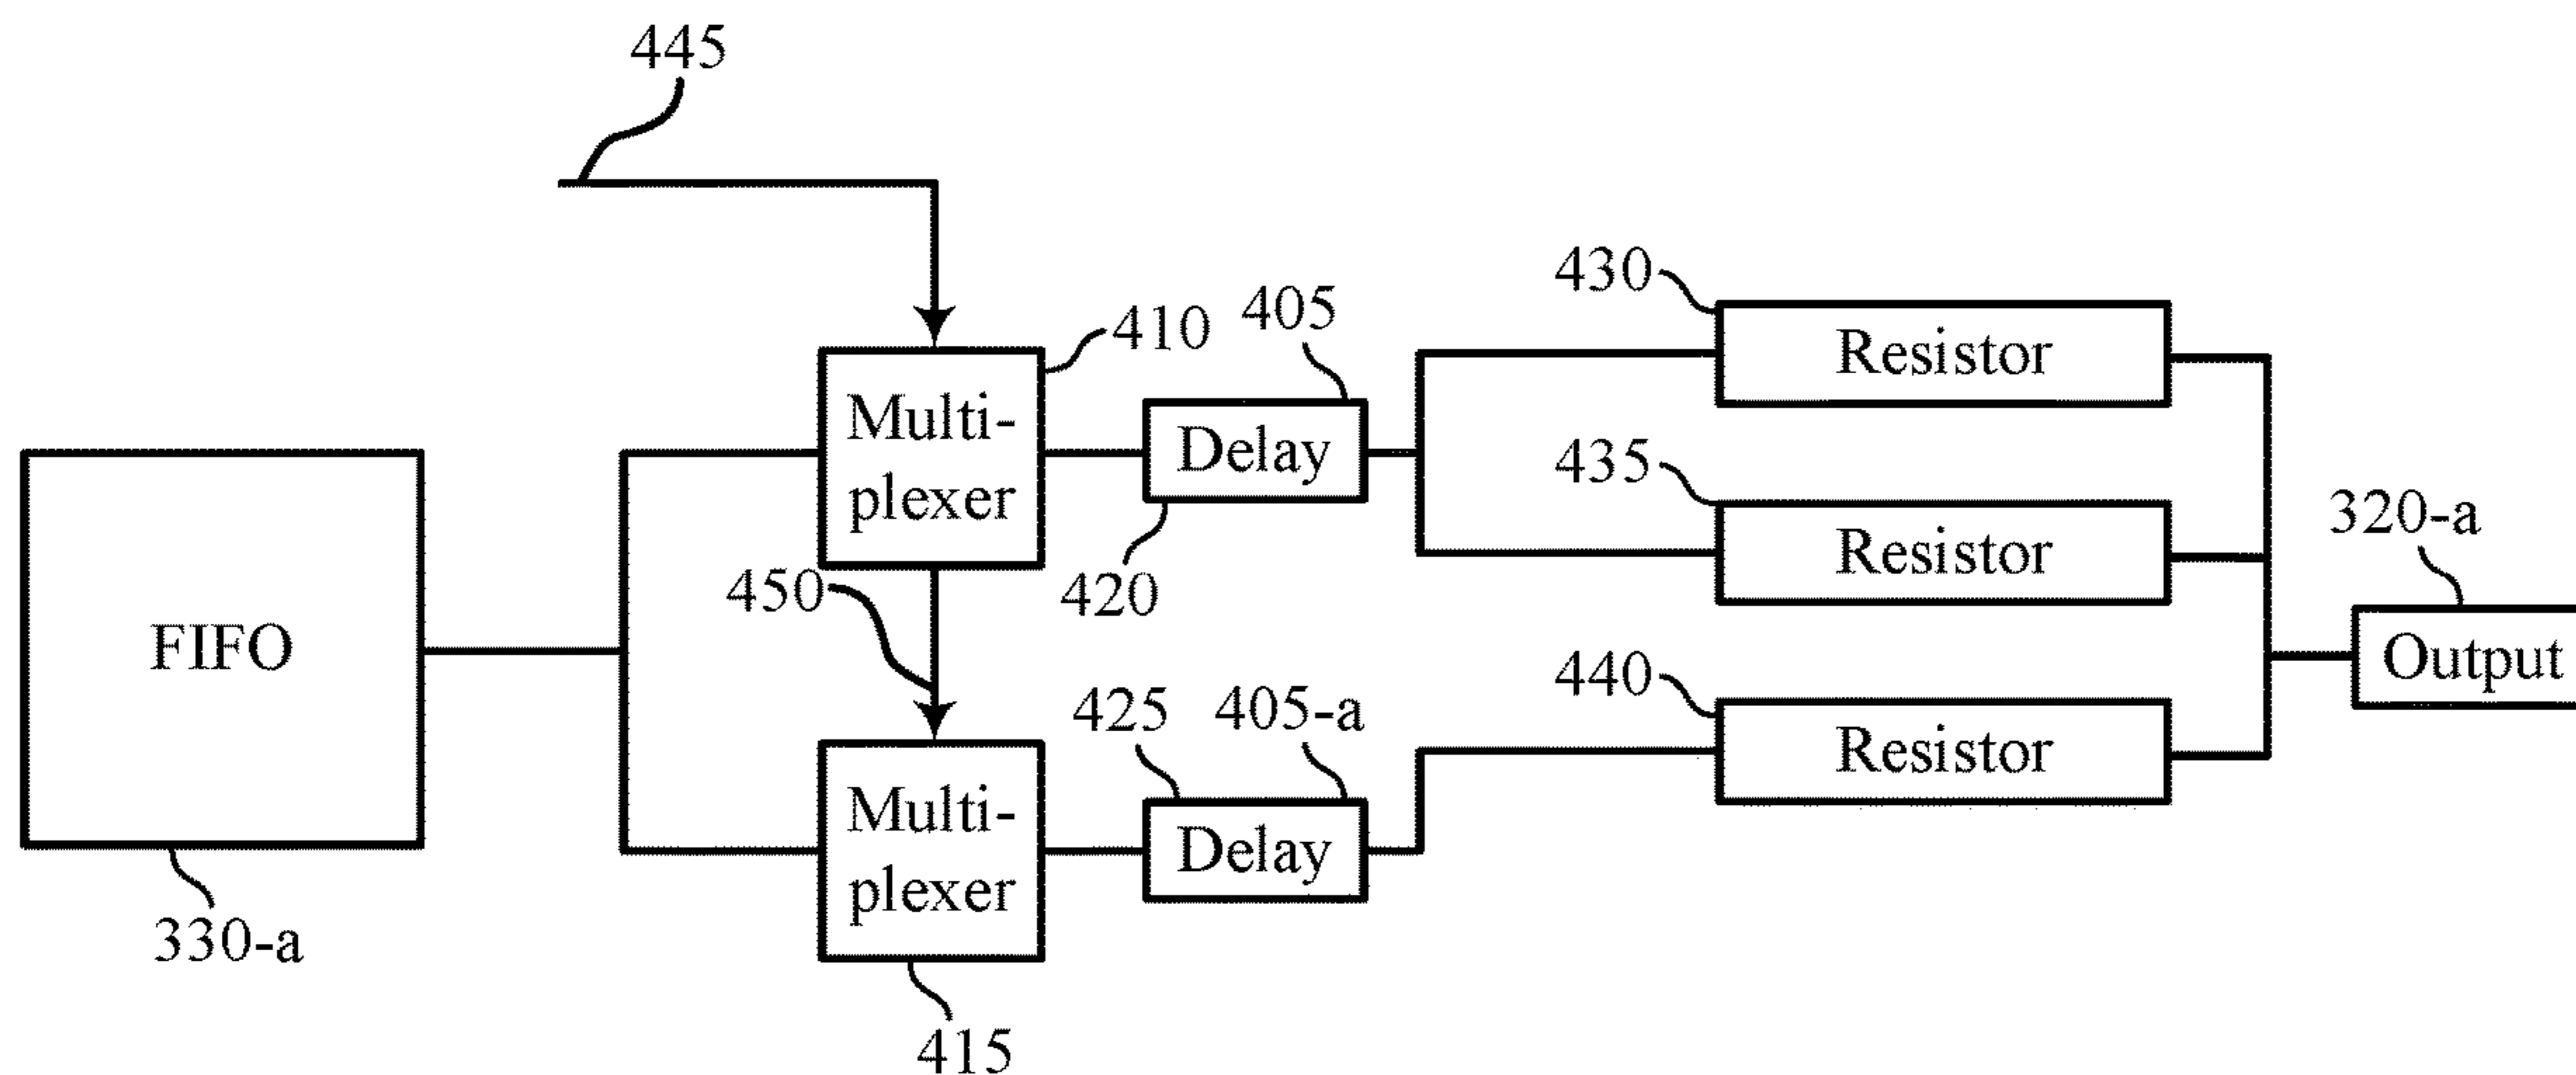 445
430
405
410
Resistor
Multi-
plexer
Delay
435
320-a
Resistor
450
420
FIFO
Output
440
425
405-a
Resistor
Multi-
plexer
Delay
330-a
415